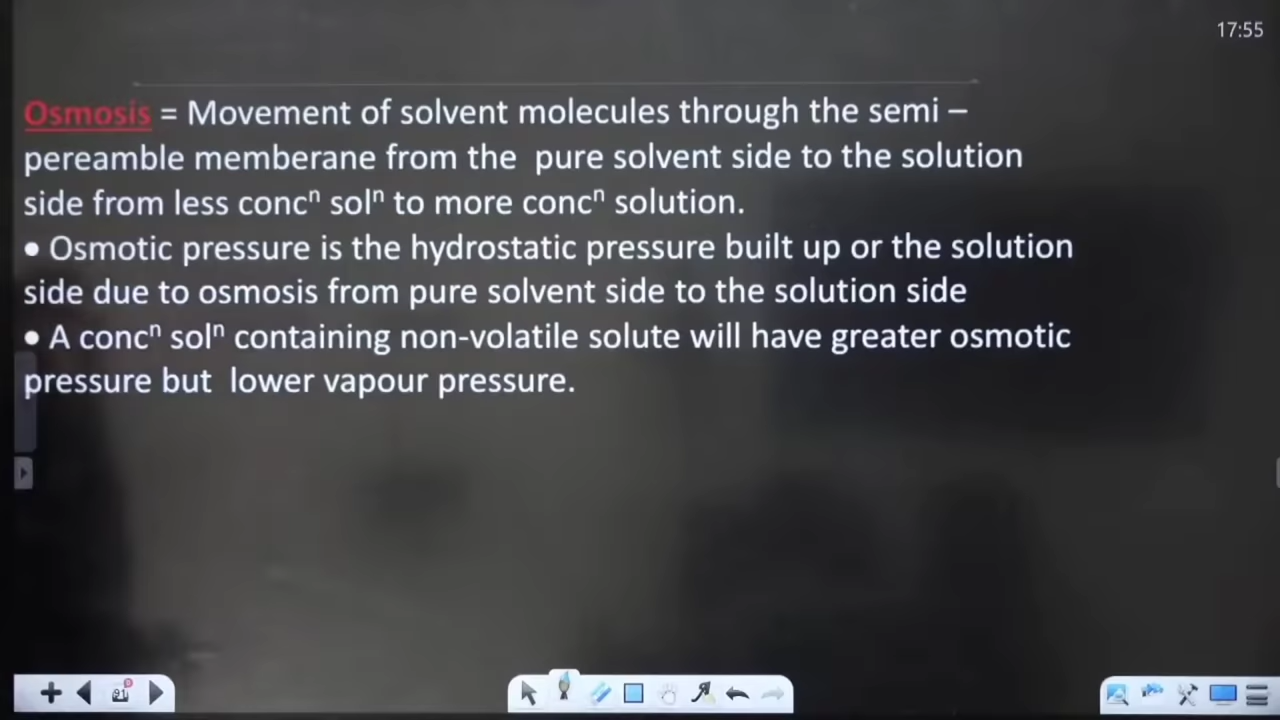 17:55
Osmosis = Movement of solvent molecules through the semi –
pereamble memberane from the pure solvent side to the solution
side from less concⁿ solⁿ to more concⁿ solution.
• Osmotic pressure is the hydrostatic pressure built up or the solution
side due to osmosis from pure solvent side to the solution side
• A concⁿ solⁿ containing non-volatile solute will have greater osmotic
pressure but lower vapour pressure.